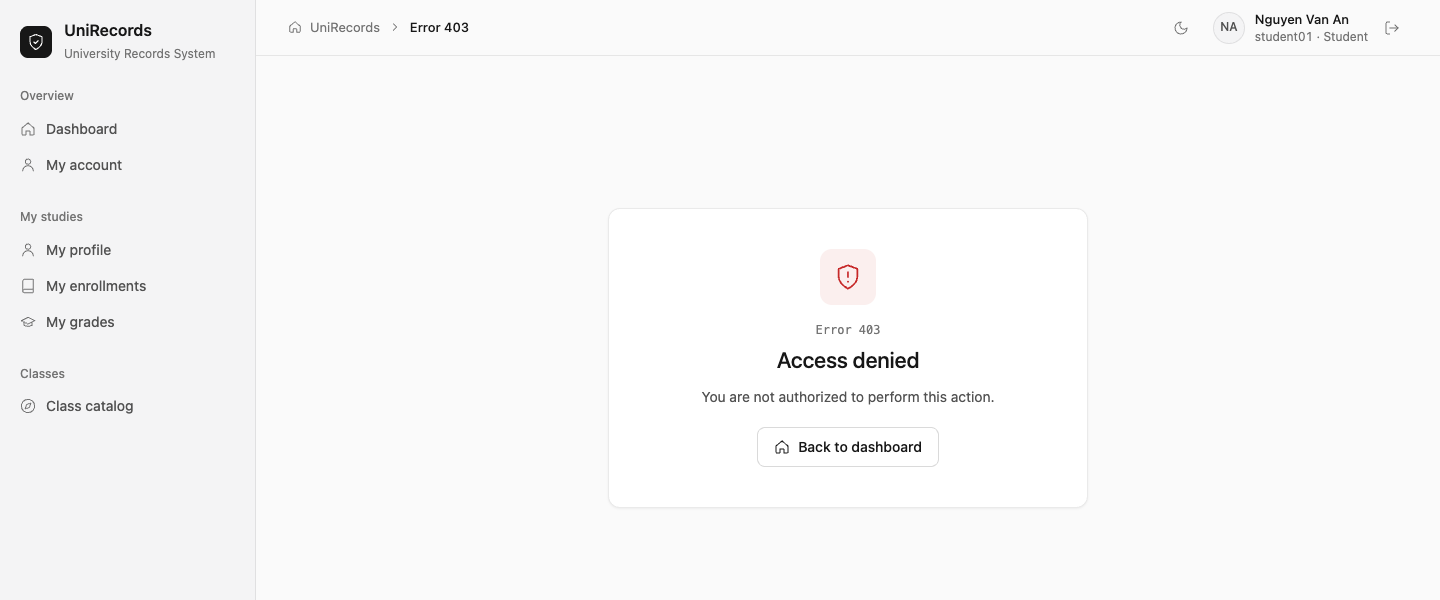 UniRecords
University Records System
Overview
Dashboard
My account
My studies
My profile
My enrollments
My grades
Classes
Class catalog
UniRecords > Error 403
NA
Nguyen Van An
student01 · Student
Error 403
Access denied
You are not authorized to perform this action.
Back to dashboard